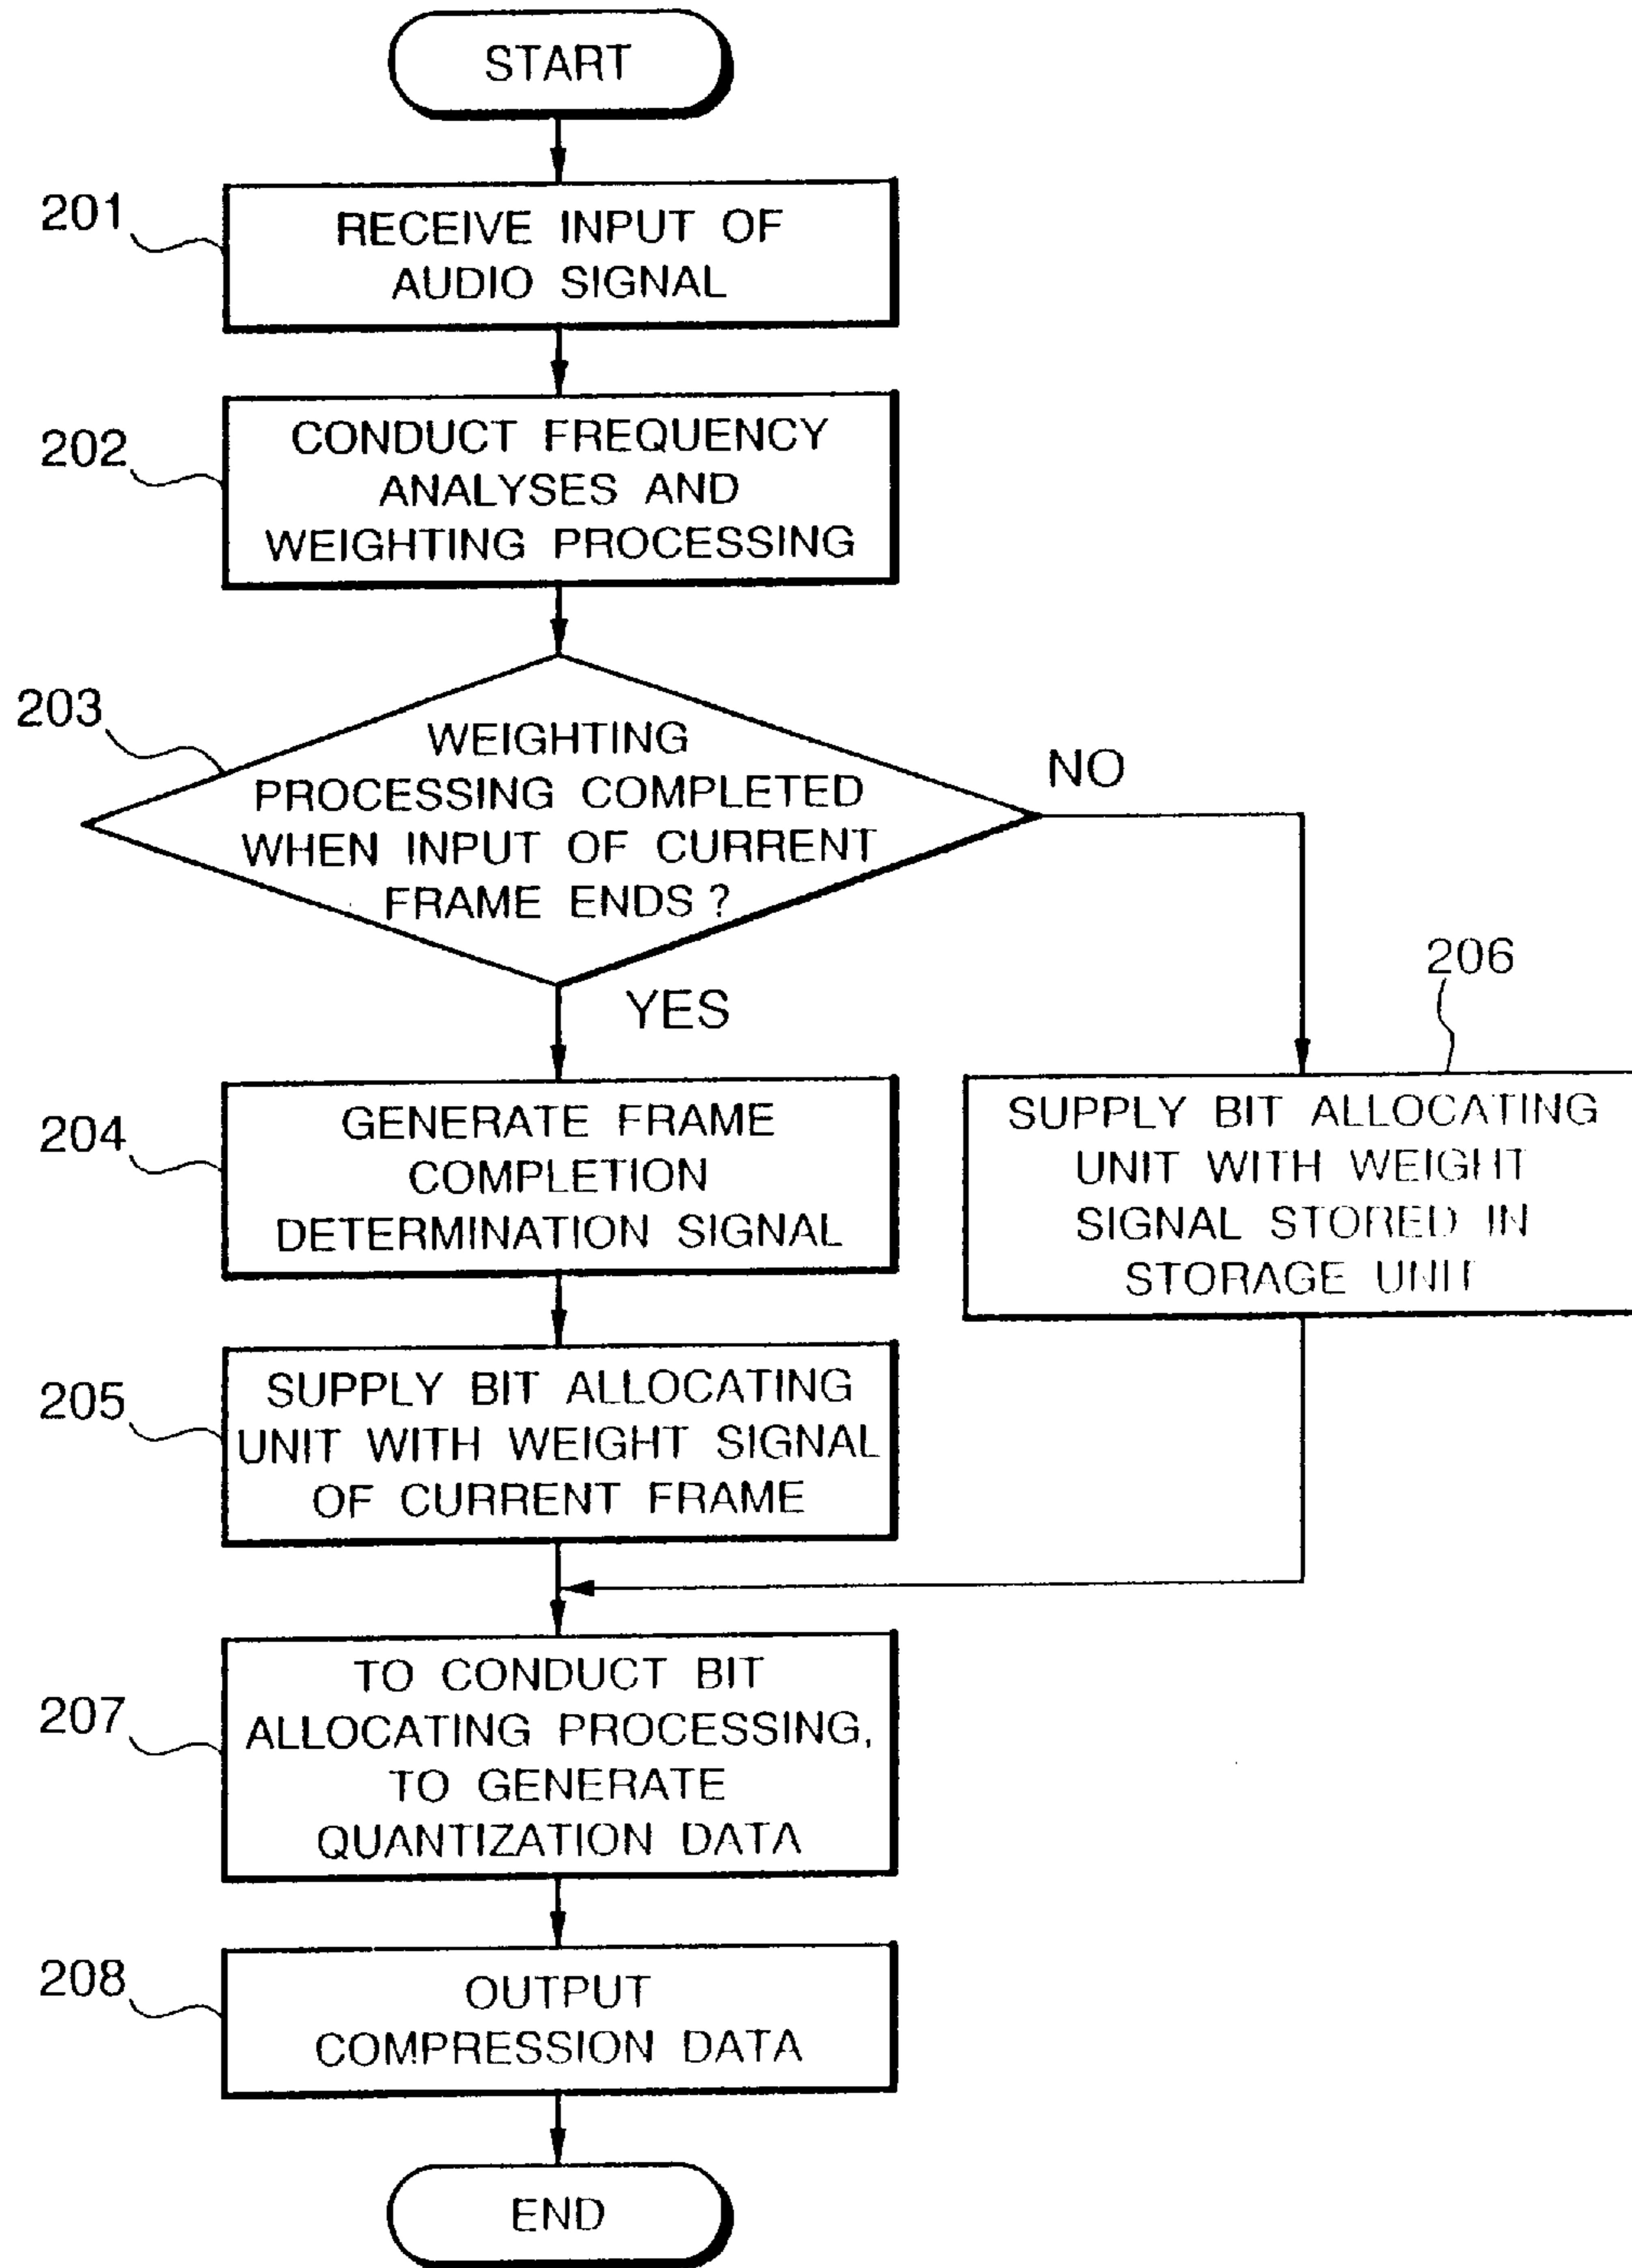 START
201
RECEIVE INPUT OF
AUDIO SIGNAL
202
CONDUCT FREQUENCY
ANALYSES AND
WEIGHTING PROCESSING
203
WEIGHTING
PROCESSING COMPLETED
WHEN INPUT OF CURRENT
FRAME ENDS ?
NO
YES
204
GENERATE FRAME
COMPLETION
DETERMINATION SIGNAL
205
SUPPLY BIT ALLOCATING
UNIT WITH WEIGHT SIGNAL
OF CURRENT FRAME
206
SUPPLY BIT ALLOCATING
UNIT WITH WEIGHT
SIGNAL STORED IN
STORAGE UNIT
207
TO CONDUCT BIT
ALLOCATING PROCESSING,
TO GENERATE
QUANTIZATION DATA
208
OUTPUT
COMPRESSION DATA
END